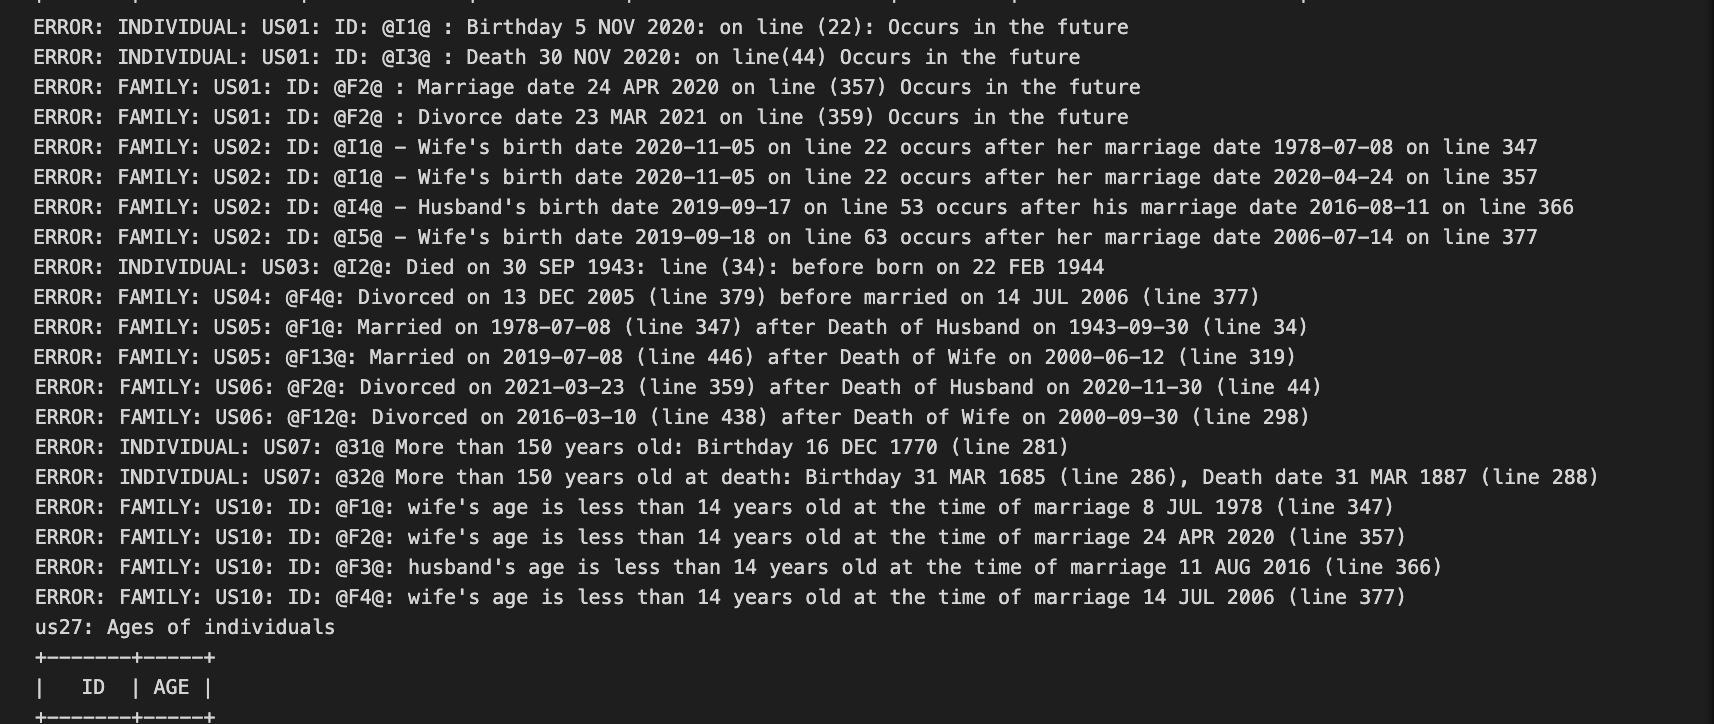 ERROR: INDIVIDUAL: US01: ID: @I1@ : Birthday 5 NOV 2020: on line (22): Occurs in the future
ERROR: INDIVIDUAL: US01: ID: @I3@ : Death 30 NOV 2020: on line(44) Occurs in the future
ERROR: FAMILY: US01: ID: @F2@ : Marriage date 24 APR 2020 on line (357) Occurs in the future
ERROR: FAMILY: US01: ID: @F2@ : Divorce date 23 MAR 2021 on line (359) Occurs in the future
ERROR: FAMILY: US02: ID: @I1@ - Wife's birth date 2020-11-05 on line 22 occurs after her marriage date 1978-07-08 on line 347
ERROR: FAMILY: US02: ID: @I1@ - Wife's birth date 2020-11-05 on line 22 occurs after her marriage date 2020-04-24 on line 357
ERROR: FAMILY: US02: ID: @I4@ - Husband's birth date 2019-09-17 on line 53 occurs after his marriage date 2016-08-11 on line 366
ERROR: FAMILY: US02: ID: @I5@ - Wife's birth date 2019-09-18 on line 63 occurs after her marriage date 2006-07-14 on line 377
ERROR: INDIVIDUAL: US03: @I2@: Died on 30 SEP 1943: line (34): before born on 22 FEB 1944
ERROR: FAMILY: US04: @F4@: Divorced on 13 DEC 2005 (line 379) before married on 14 JUL 2006 (line 377)
ERROR: FAMILY: US05: @F1@: Married on 1978-07-08 (line 347) after Death of Husband on 1943-09-30 (line 34)
ERROR: FAMILY: US05: @F13@: Married on 2019-07-08 (line 446) after Death of Wife on 2000-06-12 (line 319)
ERROR: FAMILY: US06: @F2@: Divorced on 2021-03-23 (line 359) after Death of Husband on 2020-11-30 (line 44)
ERROR: FAMILY: US06: @F12@: Divorced on 2016-03-10 (line 438) after Death of Wife on 2000-09-30 (line 298)
ERROR: INDIVIDUAL: US07: @31@ More than 150 years old: Birthday 16 DEC 1770 (line 281)
ERROR: INDIVIDUAL: US07: @32@ More than 150 years old at death: Birthday 31 MAR 1685 (line 286), Death date 31 MAR 1887 (line 288)
ERROR: FAMILY: US10: ID: @F1@: wife's age is less than 14 years old at the time of marriage 8 JUL 1978 (line 347)
ERROR: FAMILY: US10: ID: @F2@: wife's age is less than 14 years old at the time of marriage 24 APR 2020 (line 357)
ERROR: FAMILY: US10: ID: @F3@: husband's age is less than 14 years old at the time of marriage 11 AUG 2016 (line 366)
ERROR: FAMILY: US10: ID: @F4@: wife's age is less than 14 years old at the time of marriage 14 JUL 2006 (line 377)
us27: Ages of individuals
+-------+-----+
|   ID  | AGE |
+-------+-----+